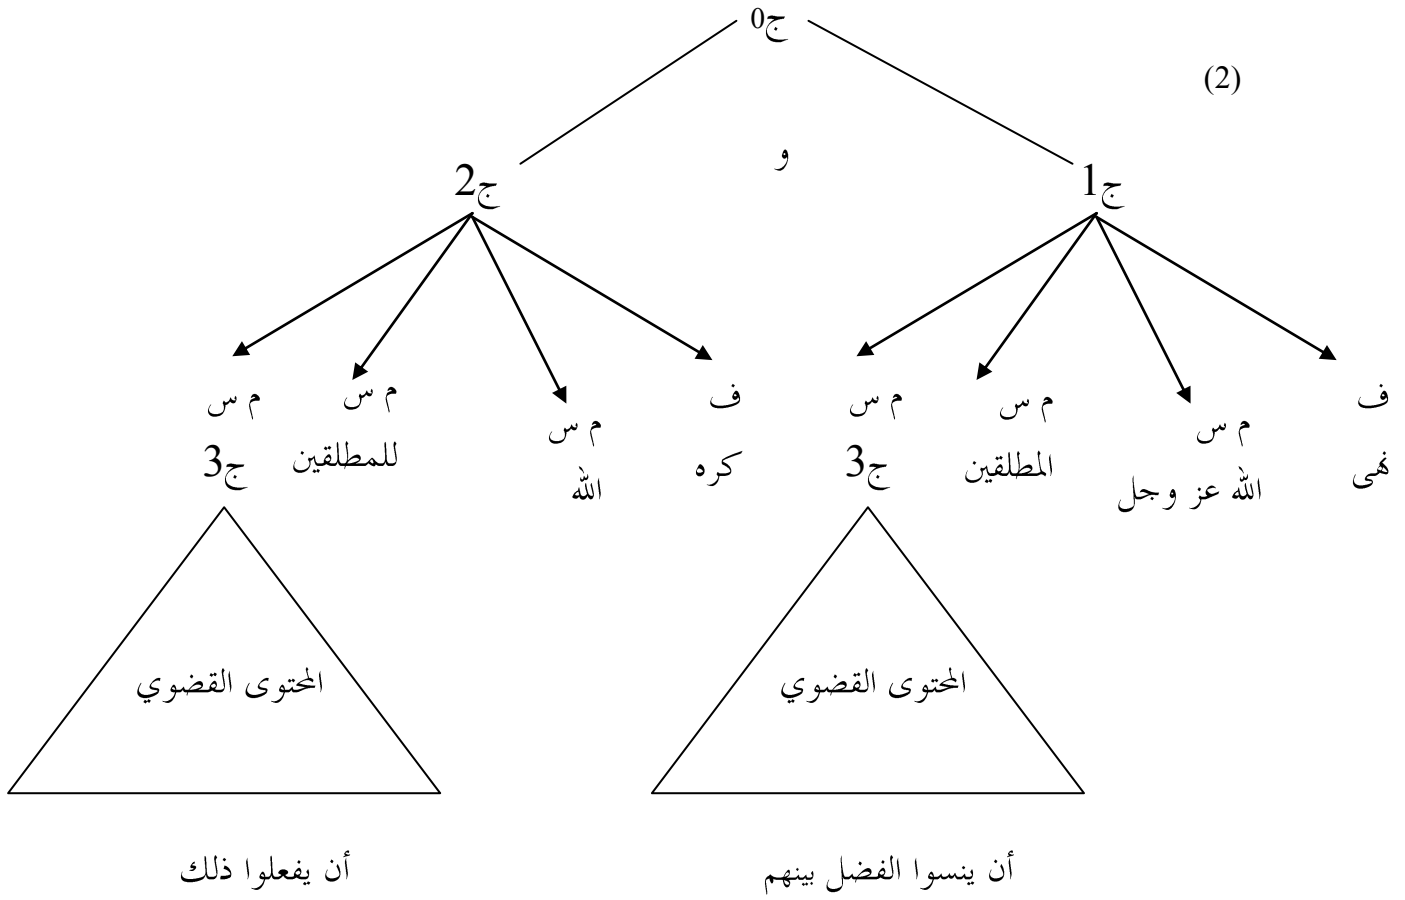 ج0
(2)
و
ج1
ج2
ف
م س
م س
م س
نهى
الله عز وجل
المطلقين
ج3
ف
م س
م س
م س
كره
الله
للمطلقين
ج3
المحتوى القضوي
المحتوى القضوي
أن ينسوا الفضل بينهم
أن يفعلوا ذلك